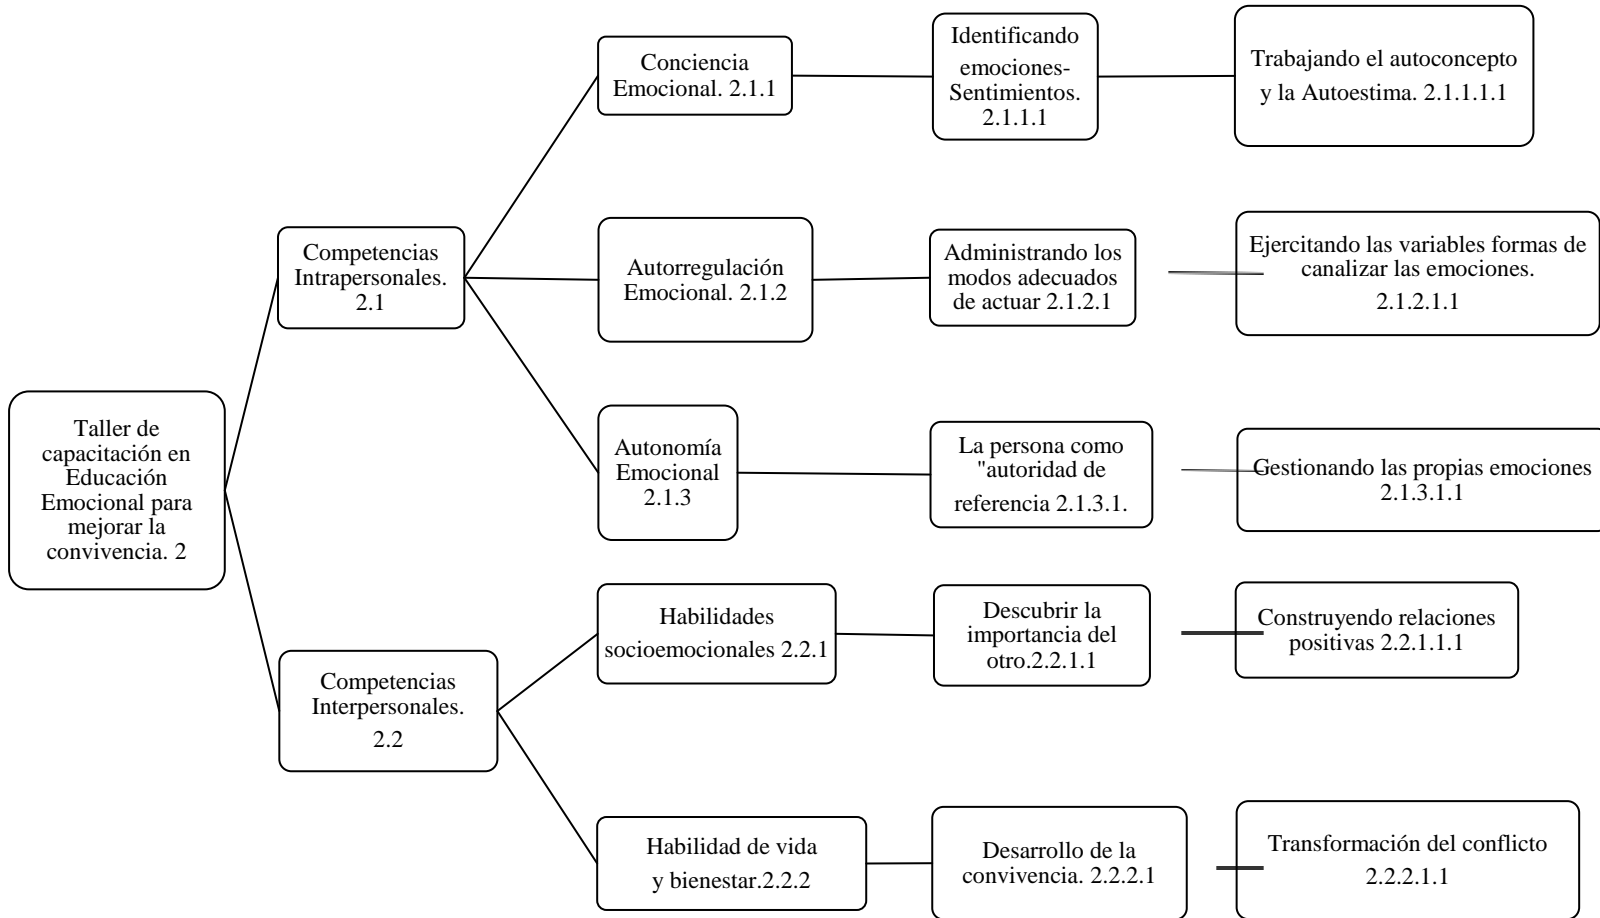 Taller de
capacitación en
Educación
Emocional para
mejorar la
convivencia. 2
Competencias
Intrapersonales.
2.1
Conciencia
Emocional. 2.1.1
Identificando
emociones-
Sentimientos.
2.1.1.1
Trabajando el autoconcepto
y la Autoestima. 2.1.1.1.1
Autorregulación
Emocional. 2.1.2
Administrando los
modos adecuados
de actuar 2.1.2.1
Ejercitando las variables formas de
canalizar las emociones.
2.1.2.1.1
Autonomía
Emocional
2.1.3
La persona como
"autoridad de
referencia 2.1.3.1.
Gestionando las propias emociones
2.1.3.1.1
Competencias
Interpersonales.
2.2
Habilidades
socioemocionales 2.2.1
Descubrir la
importancia del
otro.2.2.1.1
Construyendo relaciones
positivas 2.2.1.1.1
Habilidad de vida
y bienestar.2.2.2
Desarrollo de la
convivencia. 2.2.2.1
Transformación del conflicto
2.2.2.1.1